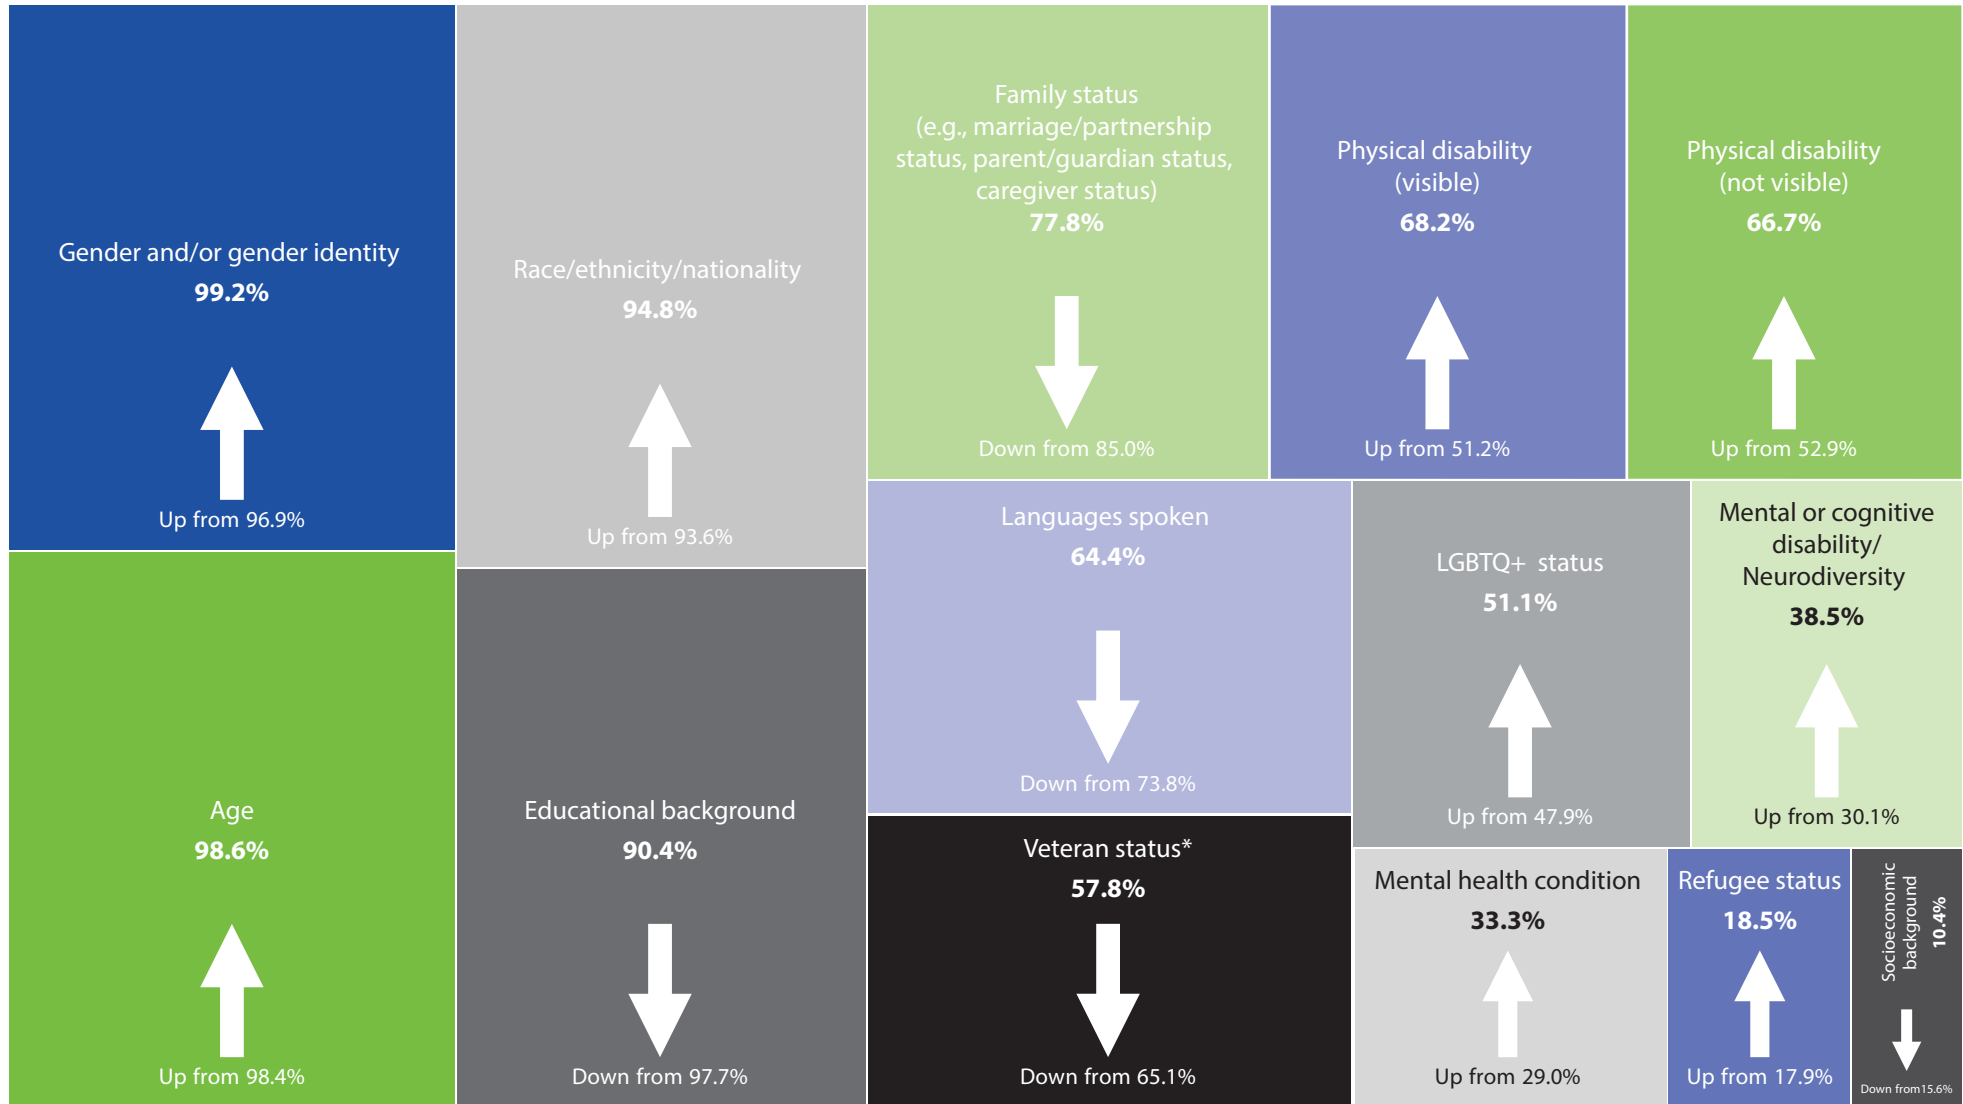 Gender and/or gender identity
99.2%
Up from 96.9%
Age
98.6%
Up from 98.4%
Race/ethnicity/nationality
94.8%
Up from 93.6%
Educational background
90.4%
Down from 97.7%
Family status
(e.g., marriage/partnership
status, parent/guardian status,
caregiver status)
77.8%
Down from 85.0%
Physical disability
(visible)
68.2%
Up from 51.2%
Physical disability
(not visible)
66.7%
Up from 52.9%
Languages spoken
64.4%
Down from 73.8%
Veteran status*
57.8%
Down from 65.1%
LGBTQ+ status
51.1%
Up from 47.9%
Mental or cognitive
disability/
Neurodiversity
38.5%
Up from 30.1%
Mental health condition
33.3%
Up from 29.0%
Refugee status
18.5%
Up from 17.9%
Socioeconomic
background
10.4%
Down from15.6%